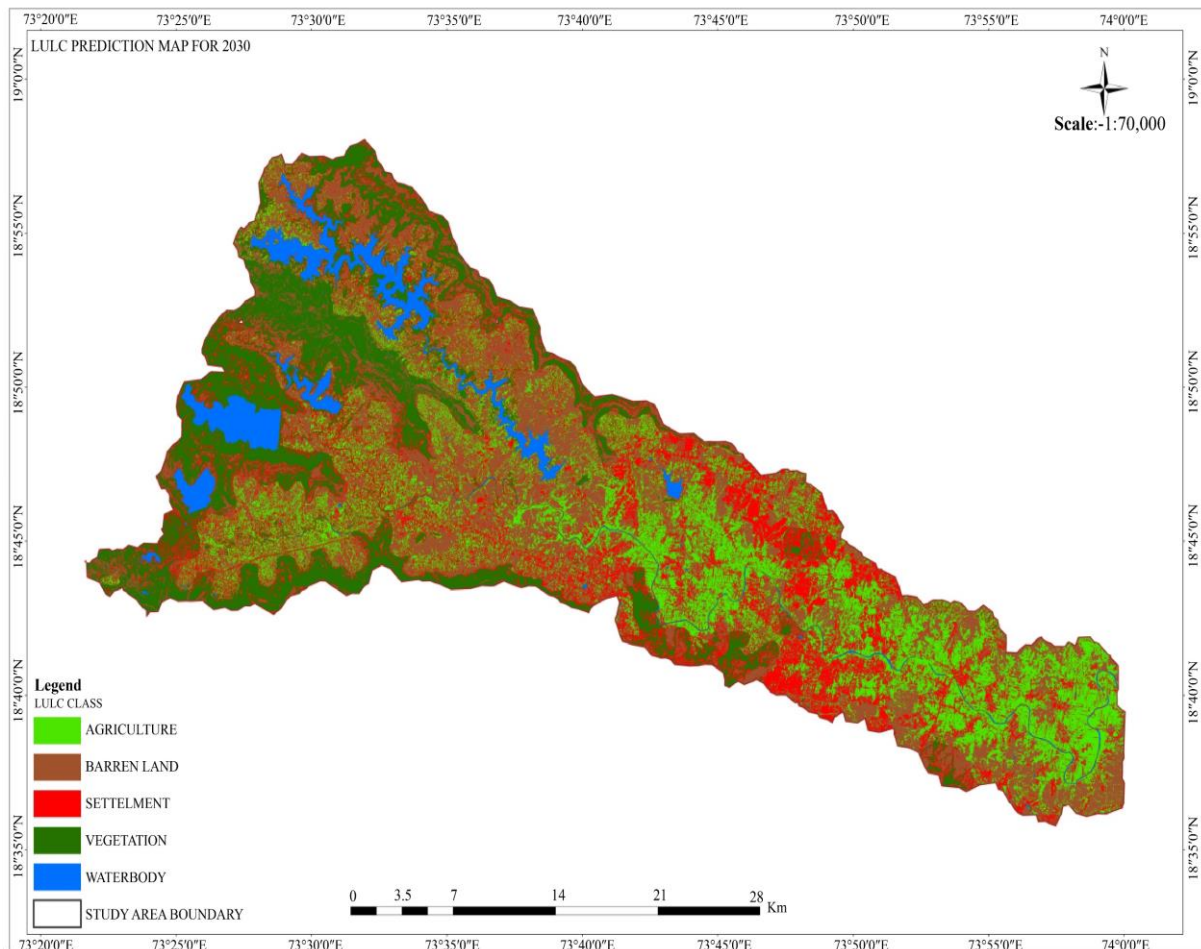 73°20'0"E 73°25'0"E 73°30'0"E 73°35'0"E 73°40'0"E 73°45'0"E 73°50'0"E 73°55'0"E 74°0'0"E
LULC PREDICTION MAP FOR 2030
N
Scale:-1:70,000
19°0'0"N 19°0'0"N
18°55'0"N 18°55'0"N
18°50'0"N 18°50'0"N
18°45'0"N 18°45'0"N
18°40'0"N 18°40'0"N
18°35'0"N 18°35'0"N
Legend
LULC CLASS
AGRICULTURE
BARREN LAND
SETTELMENT
VEGETATION
WATERBODY
STUDY AREA BOUNDARY
0 3.5 7 14 21 28
Km
73°20'0"E 73°25'0"E 73°30'0"E 73°35'0"E 73°40'0"E 73°45'0"E 73°50'0"E 73°55'0"E 74°0'0"E